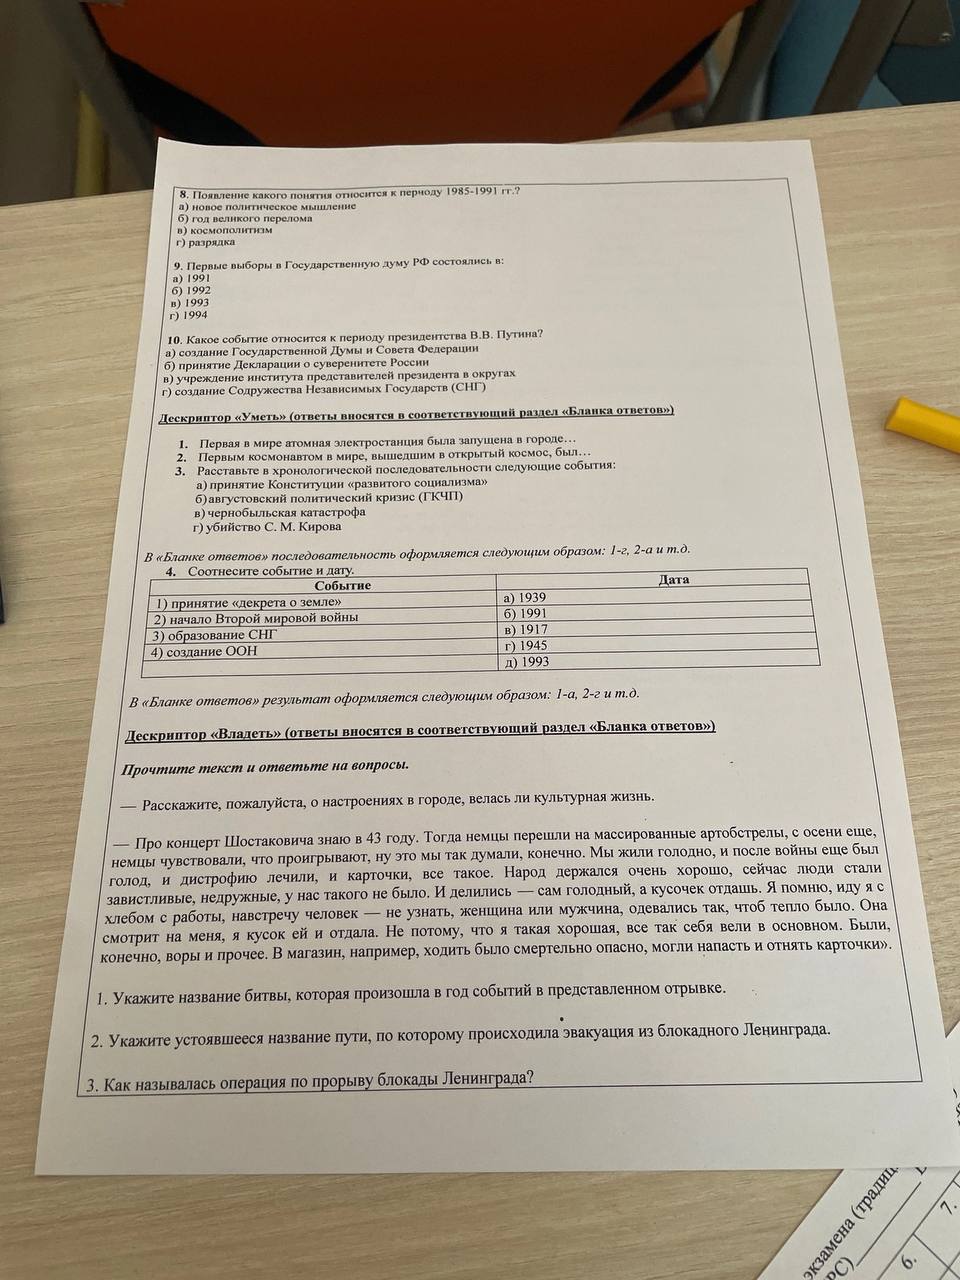 8. Появление какого понятия относится к периоду 1985-1991 гг.?
а) новое политическое мышление
б) год великого перелома
в) космополитизм
г) разрядка
9. Первые выборы в Государственную думу РФ состоялись в:
а) 1991
б) 1992
в) 1993
г) 1994
10. Какое событие относится к периоду президентства В.В. Путина?
а) создание Государственной Думы и Совета Федерации
б) принятие Декларации о суверенитете России
в) учреждение института представителей президента в округах
г) создание Содружества Независимых Государств (СНГ)
Дескриптор «Уметь» (ответы вносятся в соответствующий раздел «Бланка ответов»)
1. Первая в мире атомная электростанция была запущена в городе…
2. Первым космонавтом в мире, вышедшим в открытый космос, был…
3. Расставьте в хронологической последовательности следующие события:
а) принятие Конституции «развитого социализма»
б) августовский политический кризис (ГКЧП)
в) чернобыльская катастрофа
г) убийство С. М. Кирова
В «Бланке ответов» последовательность оформляется следующим образом: 1-г, 2-а и т.д.
4. Соотнесите событие и дату.
Событие Дата
1) принятие «декрета о земле» а) 1939
2) начало Второй мировой войны б) 1991
3) образование СНГ в) 1917
4) создание ООН г) 1945
д) 1993
В «Бланке ответов» результат оформляется следующим образом: 1-а, 2-г и т.д.
Дескриптор «Владеть» (ответы вносятся в соответствующий раздел «Бланка ответов»)
Прочтите текст и ответьте на вопросы.
— Расскажите, пожалуйста, о настроениях в городе, велась ли культурная жизнь.
— Про концерт Шостаковича знаю в 43 году. Тогда немцы перешли на массированные артобстрелы, с осени еще,
немцы чувствовали, что проигрывают, ну это мы так думали, конечно. Мы жили голодно, и после войны еще был
голод, и дистрофию лечили, и карточки, все такое. Народ держался очень хорошо, сейчас люди стали
завистливые, недружные, у нас такого не было. И делились — сам голодный, а кусочек отдашь. Я помню, иду я с
хлебом с работы, навстречу человек — не узнать, женщина или мужчина, одевались так, чтоб тепло было. Она
смотрит на меня, я кусок ей и отдала. Не потому, что я такая хорошая, все так себя вели в основном. Были,
конечно, воры и прочее. В магазин, например, ходить было смертельно опасно, могли напасть и отнять карточки».
1. Укажите название битвы, которая произошла в год событий в представленном отрывке.
2. Укажите устоявшееся название пути, по которому происходила эвакуация из блокадного Ленинграда.
3. Как называлась операция по прорыву блокады Ленинграда?
экзамена (традиц
РС)
6.
7.